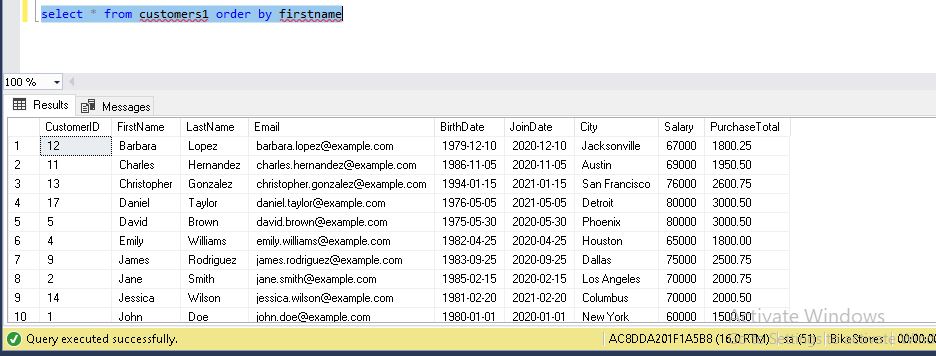 select * from customers1 order by firstname
100 %
Results Messages
CustomerID FirstName LastName Email BirthDate JoinDate City Salary PurchaseTotal
1 12 Barbara Lopez barbara.lopez@example.com 1979-12-10 2020-12-10 Jacksonville 67000 1800.25
2 11 Charles Hernandez charles.hernandez@example.com 1986-11-05 2020-11-05 Austin 69000 1950.50
3 13 Christopher Gonzalez christopher.gonzalez@example.com 1994-01-15 2021-01-15 San Francisco 76000 2600.75
4 17 Daniel Taylor daniel.taylor@example.com 1976-05-05 2021-05-05 Detroit 80000 3000.50
5 5 David Brown david.brown@example.com 1975-05-30 2020-05-30 Phoenix 80000 3000.50
6 4 Emily Williams emily.williams@example.com 1982-04-25 2020-04-25 Houston 65000 1800.00
7 9 James Rodriguez james.rodriguez@example.com 1983-09-25 2020-09-25 Dallas 75000 2500.75
8 2 Jane Smith jane.smith@example.com 1985-02-15 2020-02-15 Los Angeles 70000 2000.75
9 14 Jessica Wilson jessica.wilson@example.com 1981-02-20 2021-02-20 Columbus 70000 2000.50
10 1 John Doe john.doe@example.com 1980-01-01 2020-01-01 New York 60000 1500.50
Activate Windows
Query executed successfully. AC8DDA201F1A5B8 (16.0 RTM) sa (51) BikeStores 00:00:0